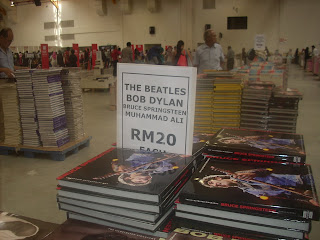 THE BEATLES
BOB DYLAN
BRUCE SPRINGSTEEN
MUHAMMAD ALI
RM20
EACH